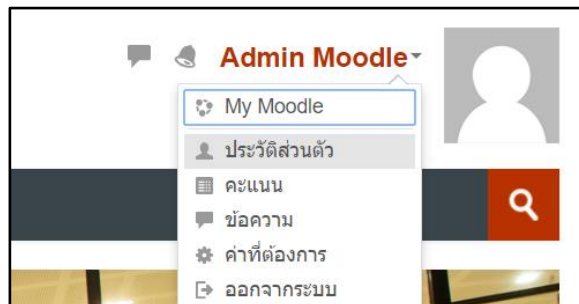 Admin Moodle
My Moodle
ประวัติส่วนตัว
คะแนน
ข้อความ
ค่าที่ต้องการ
ออกจากระบบ